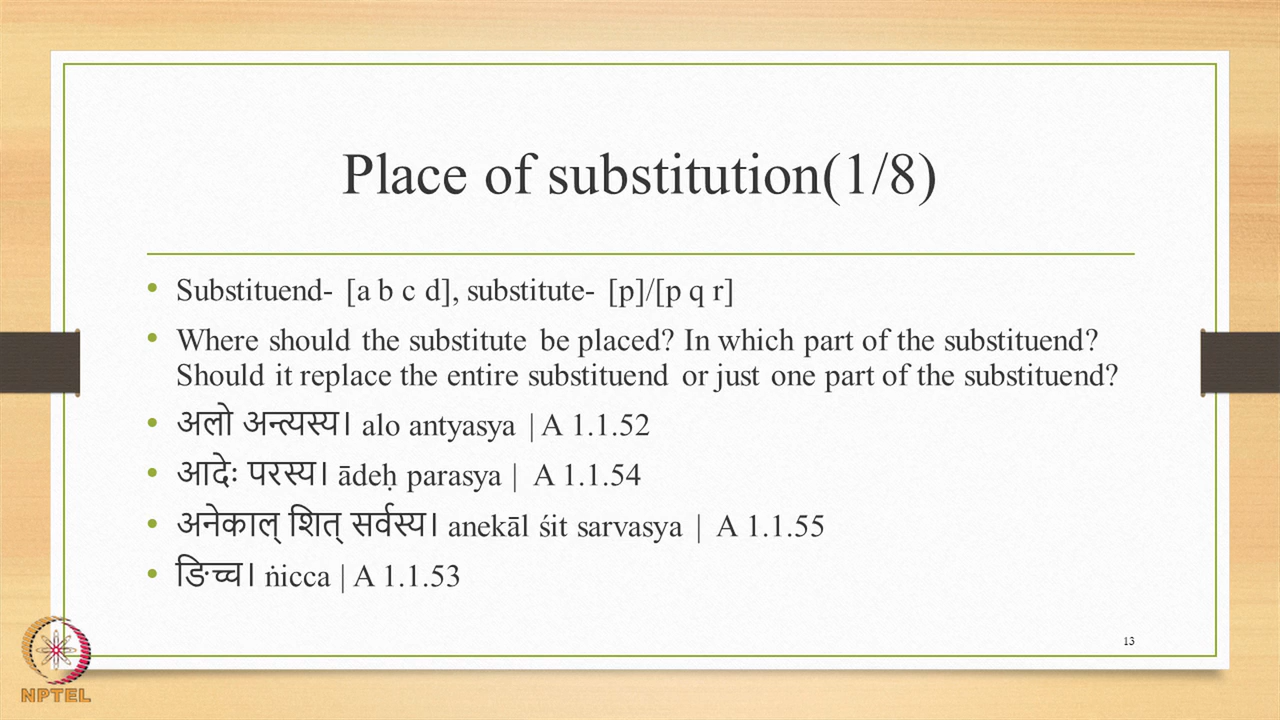 Place of substitution(1/8)
• Substituend- [a b c d], substitute- [p]/[p q r]
• Where should the substitute be placed? In which part of the substituend?
Should it replace the entire substituend or just one part of the substituend?
• अलो अन्त्यस्य। alo antyasya | A 1.1.52
• आदेः परस्य। ādeḥ parasya | A 1.1.54
• अनेकाल् शित् सर्वस्य। anekāl śit sarvasya | A 1.1.55
• ङिच्च। ṅicca | A 1.1.53
13
NPTEL